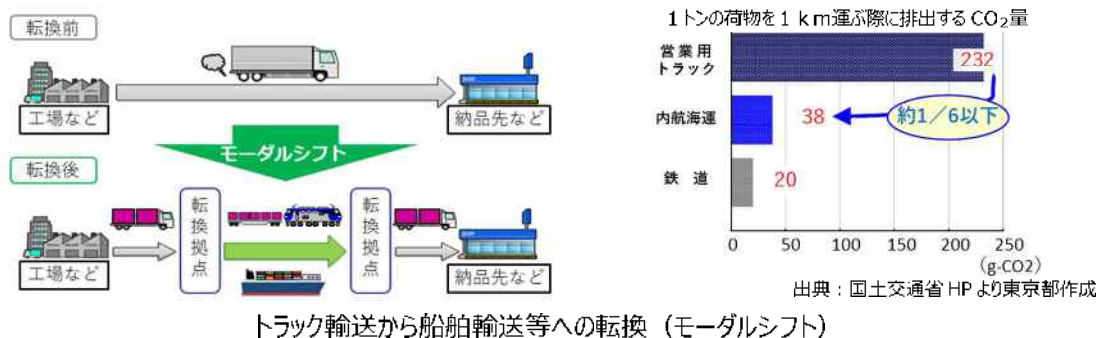 転換前
工場など
納品先など
モーダルシフト
転換後
転換拠点
転換拠点
工場など
納品先など
1トンの荷物を1km運ぶ際に排出するCO₂量
営業用
トラック
232
内航海運
38
約1/6以下
鉄 道
20
0 50 100 150 200 250
(g-CO2)
出典:国土交通省HPより東京都作成
トラック輸送から船舶輸送等への転換(モーダルシフト)